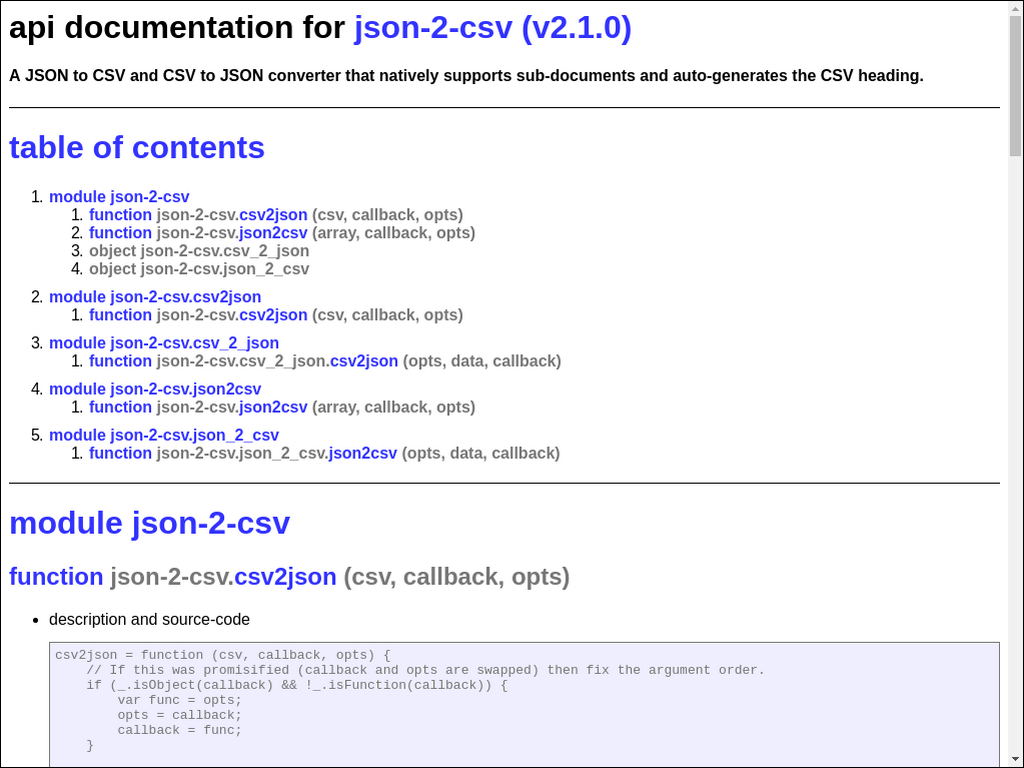 api documentation for json-2-csv (v2.1.0)
A JSON to CSV and CSV to JSON converter that natively supports sub-documents and auto-generates the CSV heading.
table of contents
1. module json-2-csv
1. function json-2-csv.csv2json (csv, callback, opts)
2. function json-2-csv.json2csv (array, callback, opts)
3. object json-2-csv.csv_2_json
4. object json-2-csv.json_2_csv
2. module json-2-csv.csv2json
1. function json-2-csv.csv2json (csv, callback, opts)
3. module json-2-csv.csv_2_json
1. function json-2-csv.csv_2_json.csv2json (opts, data, callback)
4. module json-2-csv.json2csv
1. function json-2-csv.json2csv (array, callback, opts)
5. module json-2-csv.json_2_csv
1. function json-2-csv.json_2_csv.json2csv (opts, data, callback)
module json-2-csv
function json-2-csv.csv2json (csv, callback, opts)
• description and source-code
csv2json = function (csv, callback, opts) {
    // If this was promisified (callback and opts are swapped) then fix the argument order.
    if (_.isObject(callback) && !_.isFunction(callback)) {
        var func = opts;
        opts = callback;
        callback = func;
    }